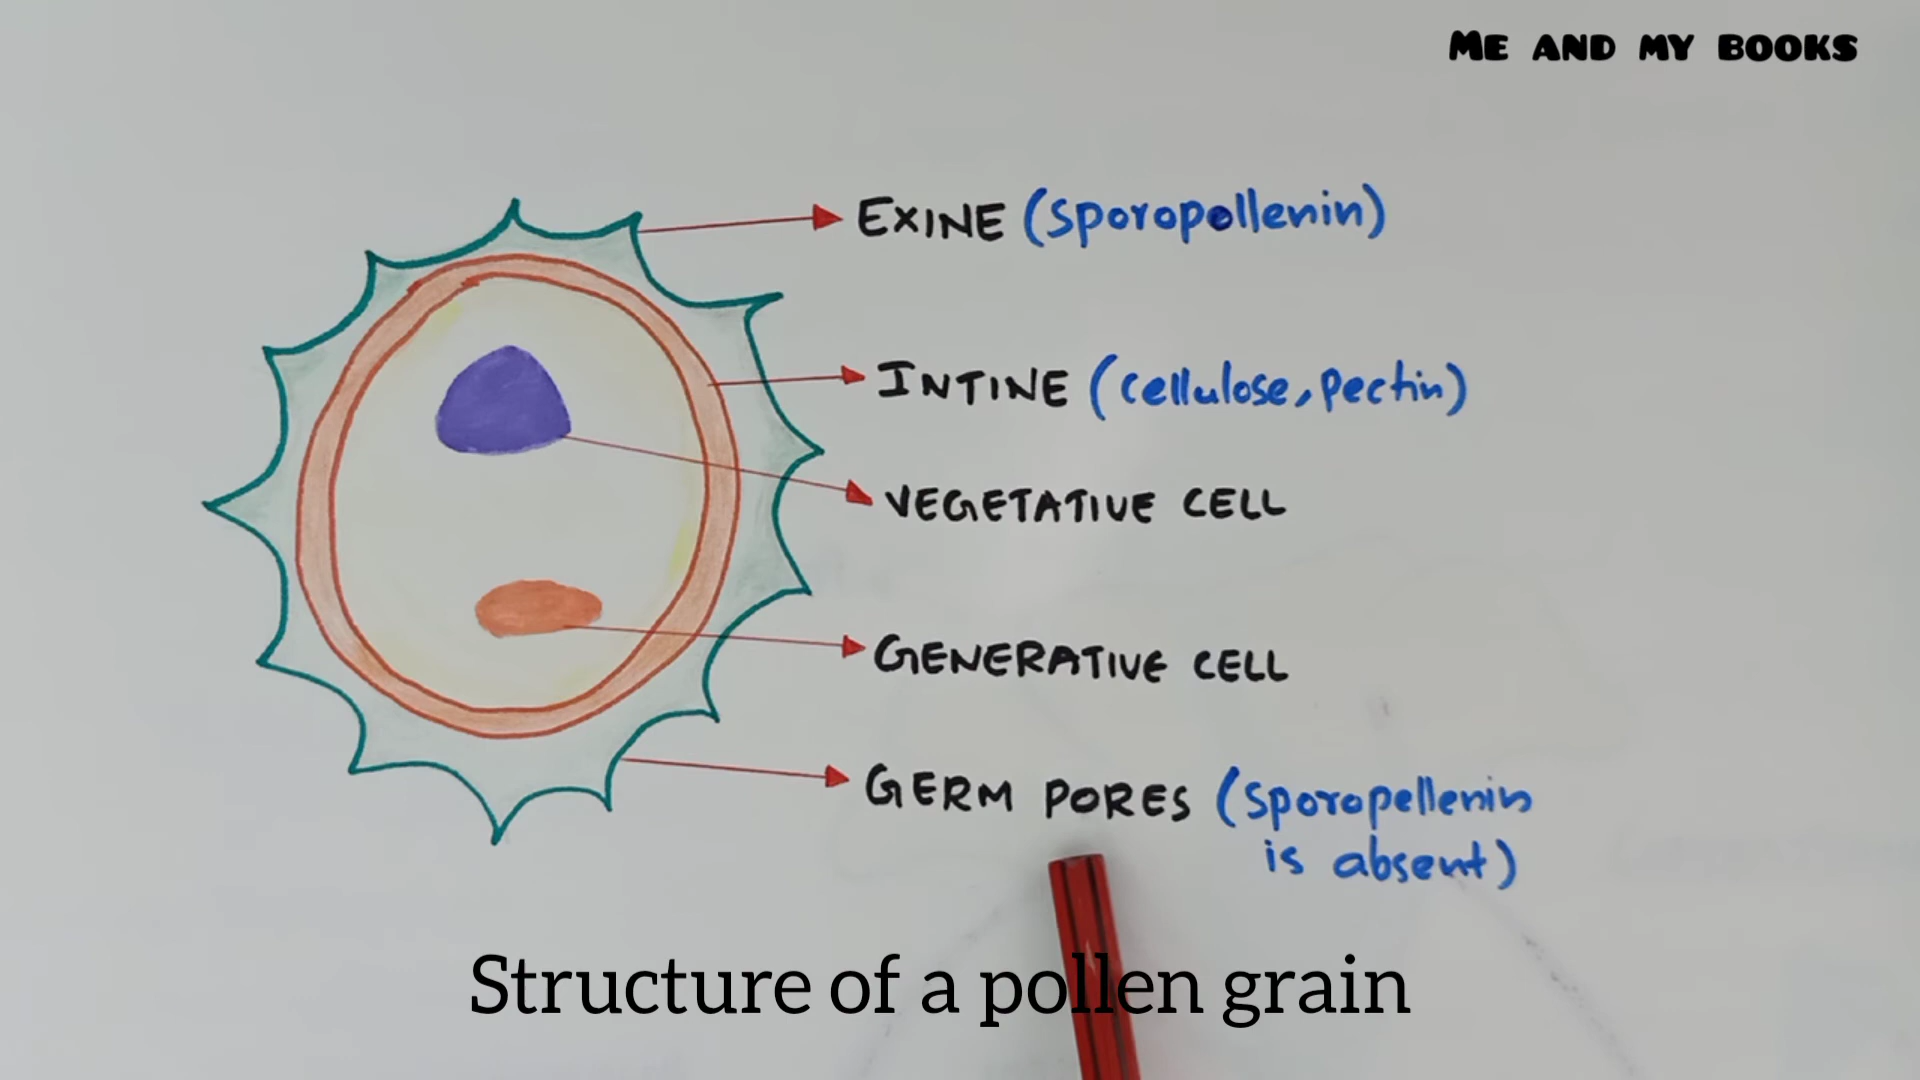 ME AND MY BOOKS
EXINE (sporopollenin)
INTINE (cellulose, pectin)
VEGETATIVE CELL
GENERATIVE CELL
GERM PORES (sporopellenin
is absent)
Structure of a pollen grain